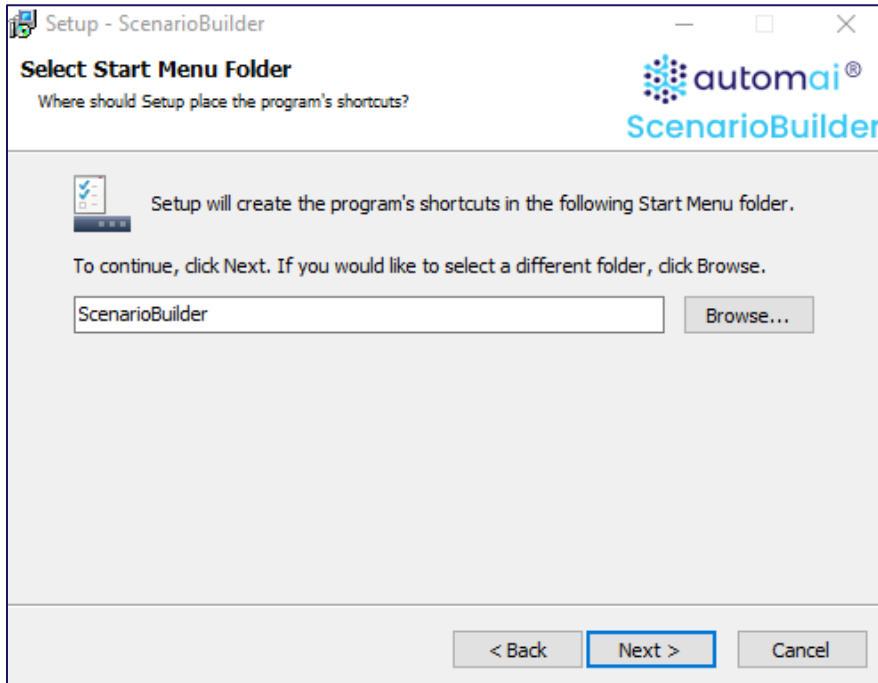 Setup - ScenarioBuilder
Select Start Menu Folder
Where should Setup place the program's shortcuts?
automai®
ScenarioBuilder
Setup will create the program's shortcuts in the following Start Menu folder.
To continue, click Next. If you would like to select a different folder, click Browse.
ScenarioBuilder
Browse...
< Back
Next >
Cancel